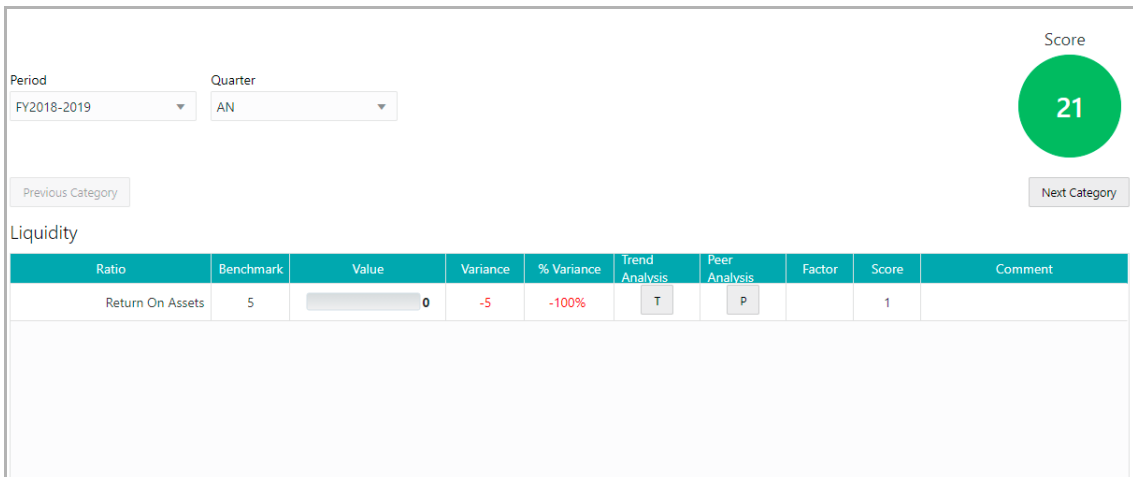 Score
Period
Quarter
FY2018-2019
AN
21
Previous Category
Next Category
Liquidity
Ratio Benchmark Value Variance % Variance Trend Analysis Peer Analysis Factor Score Comment
Return On Assets 5 0 -5 -100% T P 1